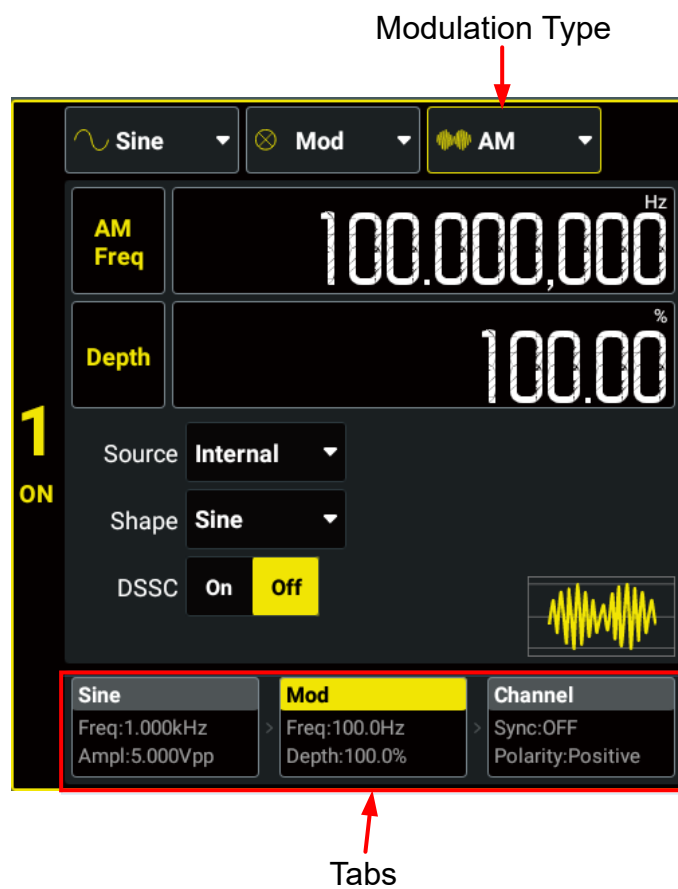 Modulation Type
Sine Mod AM
AM
Freq
Hz
100.000,000
Depth
%
100.00
1
ON
Source Internal
Shape Sine
DSSC On Off
Sine Mod Channel
Freq:1.000kHz > Freq:100.0Hz > Sync:OFF
Ampl:5.000Vpp Depth:100.0% Polarity:Positive
Tabs